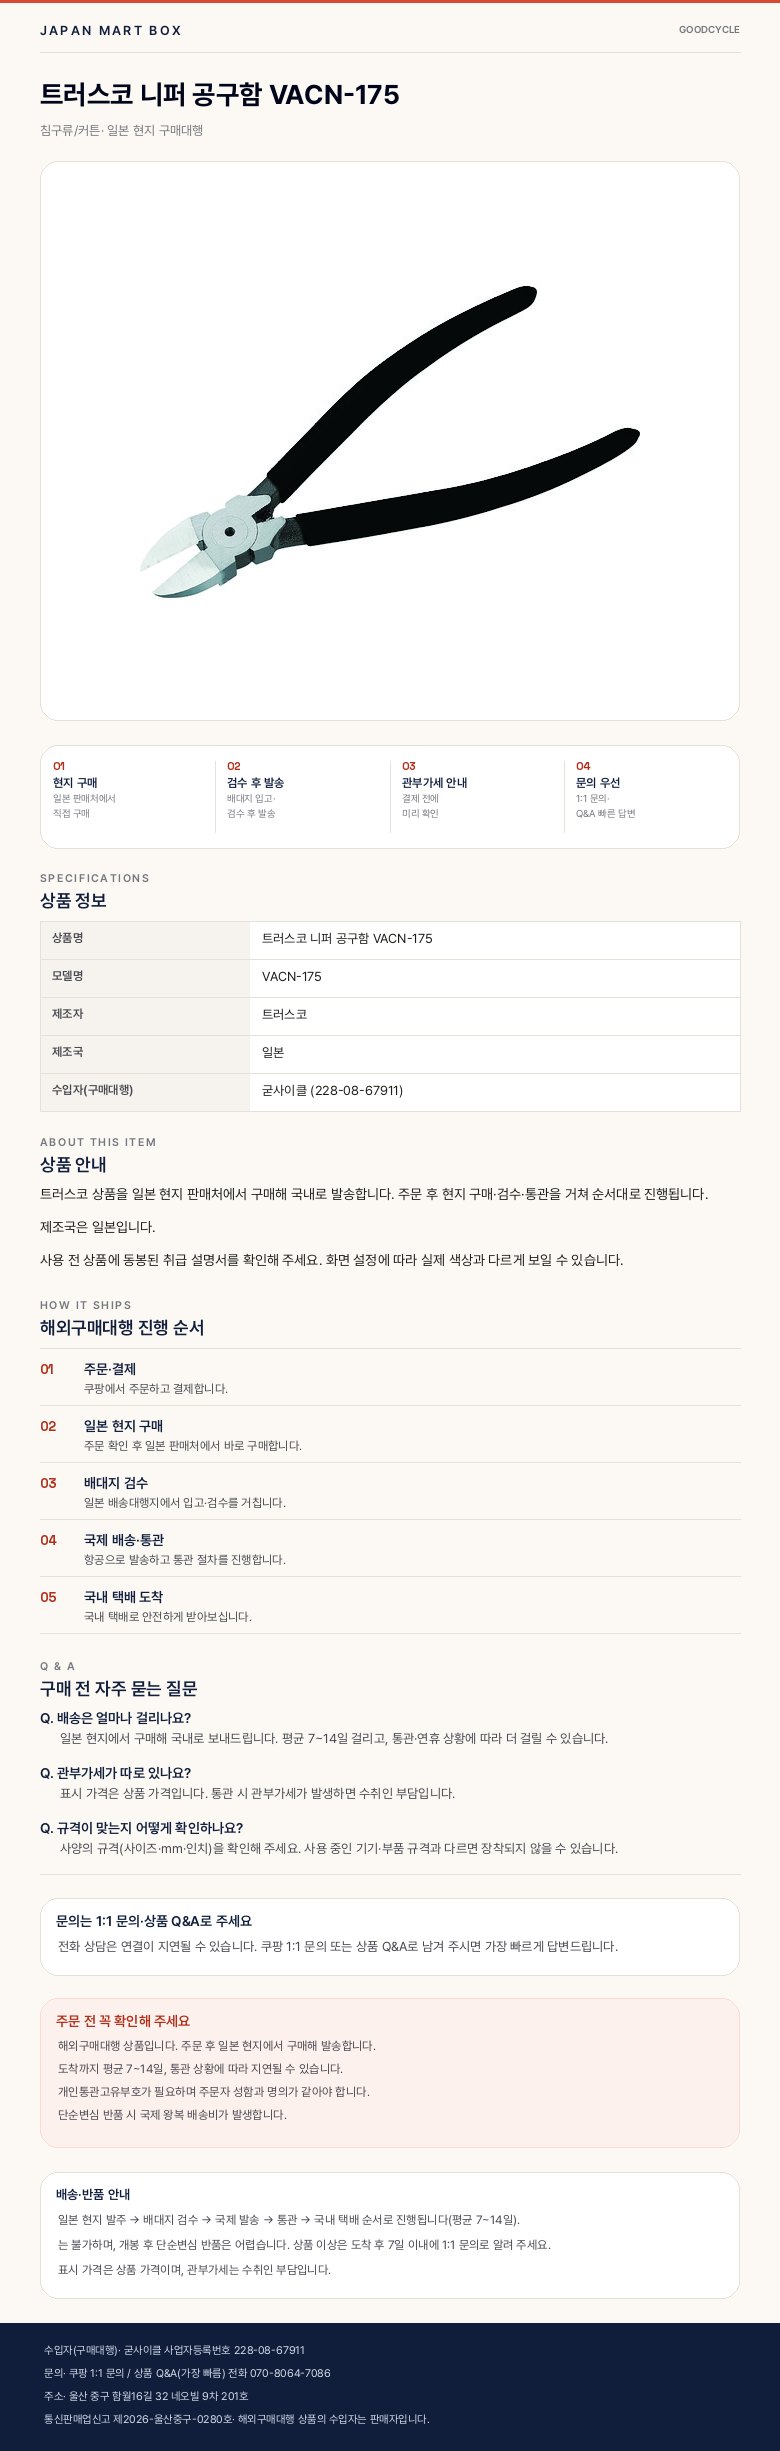 JAPAN MART BOX
GOODCYCLE
트러스코 니퍼 공구함 VACN-175
침구류/커튼· 일본 현지 구매대행
01
현지 구매
일본 판매처에서
직접 구매
02
검수 후 발송
배대지 입고·
검수 후 발송
03
관부가세 안내
결제 전에
미리 확인
04
문의 우선
1:1 문의·
Q&A 빠른 답변
SPECIFICATIONS
상품 정보
상품명 트러스코 니퍼 공구함 VACN-175
모델명 VACN-175
제조자 트러스코
제조국 일본
수입자(구매대행) 굳사이클 (228-08-67911)
ABOUT THIS ITEM
상품 안내
트러스코 상품을 일본 현지 판매처에서 구매해 국내로 발송합니다. 주문 후 현지 구매·검수·통관을 거쳐 순서대로 진행됩니다.
제조국은 일본입니다.
사용 전 상품에 동봉된 취급 설명서를 확인해 주세요. 화면 설정에 따라 실제 색상과 다르게 보일 수 있습니다.
HOW IT SHIPS
해외구매대행 진행 순서
01 주문·결제
쿠팡에서 주문하고 결제합니다.
02 일본 현지 구매
주문 확인 후 일본 판매처에서 바로 구매합니다.
03 배대지 검수
일본 배송대행지에서 입고·검수를 거칩니다.
04 국제 배송·통관
항공으로 발송하고 통관 절차를 진행합니다.
05 국내 택배 도착
국내 택배로 안전하게 받아보십니다.
Q & A
구매 전 자주 묻는 질문
Q. 배송은 얼마나 걸리나요?
일본 현지에서 구매해 국내로 보내드립니다. 평균 7~14일 걸리고, 통관·연휴 상황에 따라 더 걸릴 수 있습니다.
Q. 관부가세가 따로 있나요?
표시 가격은 상품 가격입니다. 통관 시 관부가세가 발생하면 수취인 부담입니다.
Q. 규격이 맞는지 어떻게 확인하나요?
사양의 규격(사이즈·mm·인치)을 확인해 주세요. 사용 중인 기기·부품 규격과 다르면 장착되지 않을 수 있습니다.
문의는 1:1 문의·상품 Q&A로 주세요
전화 상담은 연결이 지연될 수 있습니다. 쿠팡 1:1 문의 또는 상품 Q&A로 남겨 주시면 가장 빠르게 답변드립니다.
주문 전 꼭 확인해 주세요
해외구매대행 상품입니다. 주문 후 일본 현지에서 구매해 발송합니다.
도착까지 평균 7~14일, 통관 상황에 따라 지연될 수 있습니다.
개인통관고유부호가 필요하며 주문자 성함과 명의가 같아야 합니다.
단순변심 반품 시 국제 왕복 배송비가 발생합니다.
배송·반품 안내
일본 현지 발주 → 배대지 검수 → 국제 발송 → 통관 → 국내 택배 순서로 진행됩니다(평균 7~14일).
는 불가하며, 개봉 후 단순변심 반품은 어렵습니다. 상품 이상은 도착 후 7일 이내에 1:1 문의로 알려 주세요.
표시 가격은 상품 가격이며, 관부가세는 수취인 부담입니다.
수입자(구매대행)· 굳사이클 사업자등록번호 228-08-67911
문의· 쿠팡 1:1 문의 / 상품 Q&A(가장 빠름) 전화 070-8064-7086
주소· 울산 중구 함월16길 32 네오빌 9차 201호
통신판매업신고 제2026-울산중구-0280호· 해외구매대행 상품의 수입자는 판매자입니다.